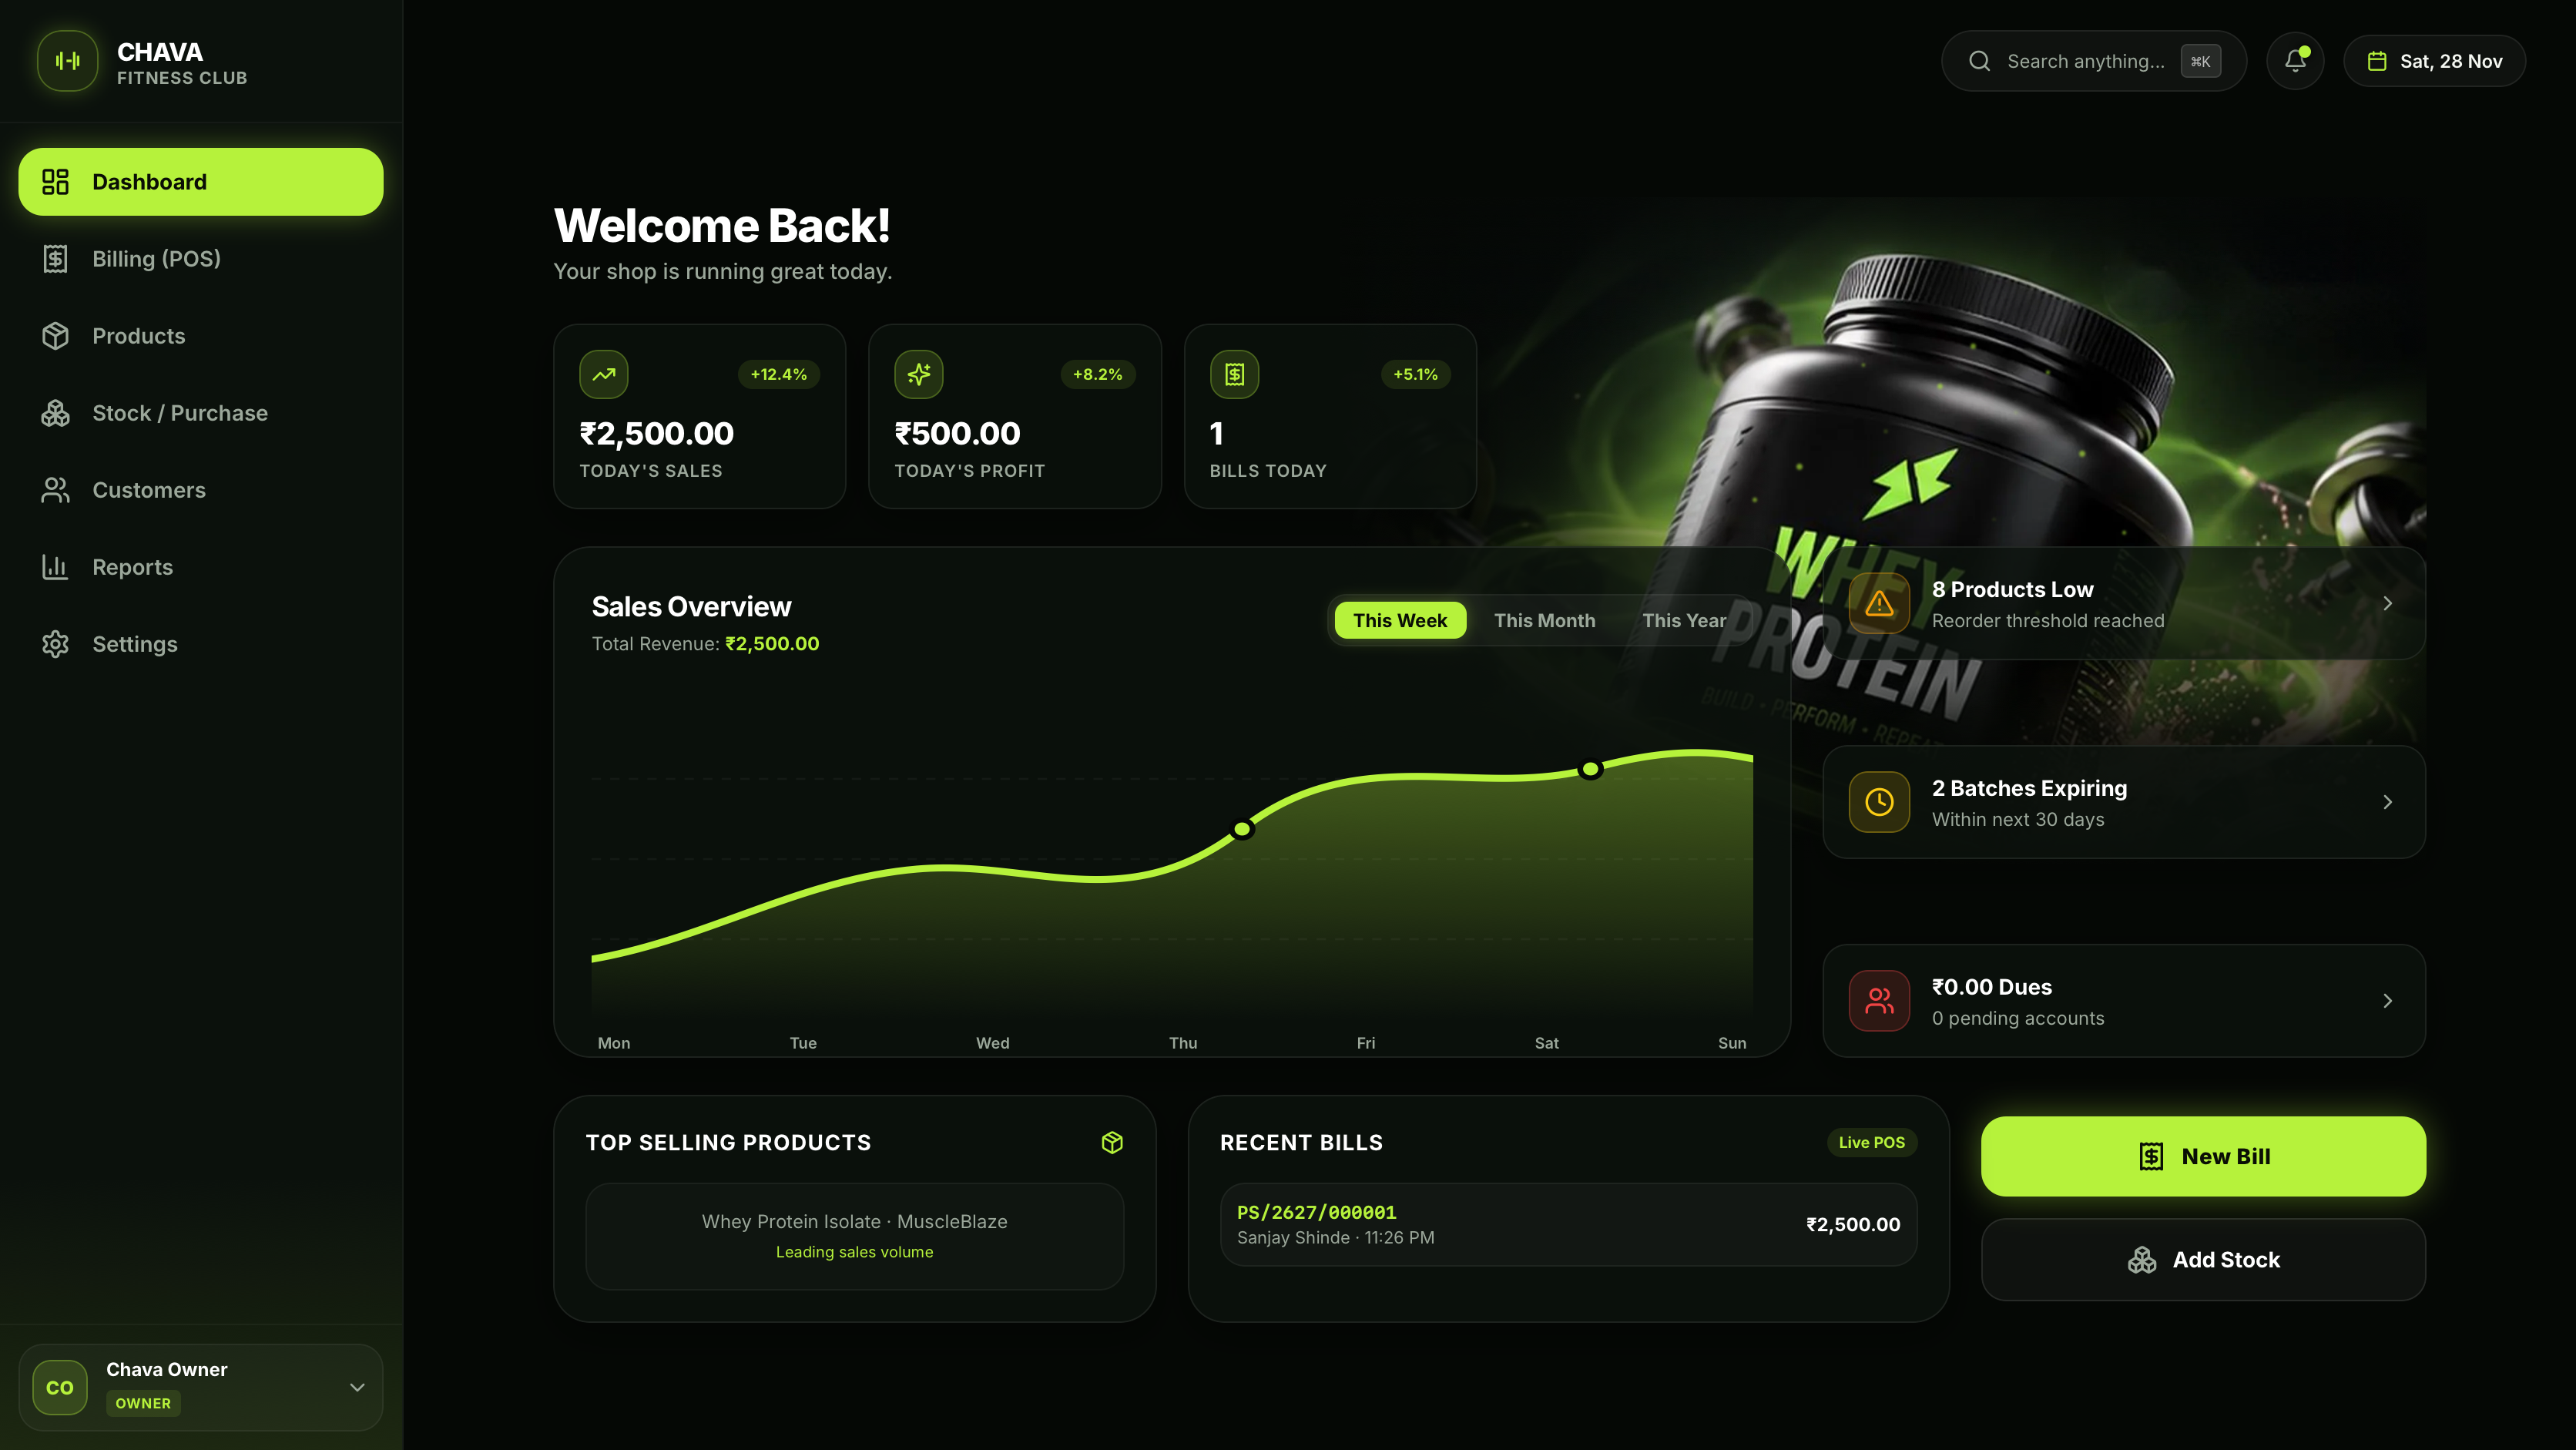 CHAVA
FITNESS CLUB
Search anything...
⌘K
Sat, 28 Nov
Dashboard
Billing (POS)
Products
Stock / Purchase
Customers
Reports
Settings
Welcome Back!
Your shop is running great today.
+12.4%
₹2,500.00
TODAY'S SALES
+8.2%
₹500.00
TODAY'S PROFIT
+5.1%
1
BILLS TODAY
WHEY
PROTEIN
BUILD • PERFORM • REPEAT
Sales Overview
Total Revenue: ₹2,500.00
This Week
This Month
This Year
Mon
Tue
Wed
Thu
Fri
Sat
Sun
8 Products Low
Reorder threshold reached
2 Batches Expiring
Within next 30 days
₹0.00 Dues
0 pending accounts
TOP SELLING PRODUCTS
Whey Protein Isolate · MuscleBlaze
Leading sales volume
RECENT BILLS
Live POS
PS/2627/000001
Sanjay Shinde · 11:26 PM
₹2,500.00
New Bill
Add Stock
CO
Chava Owner
OWNER